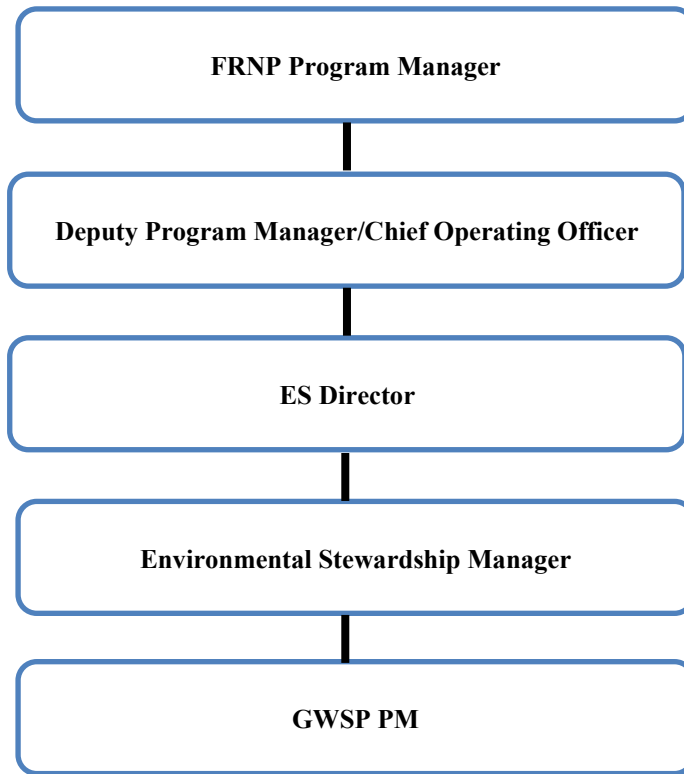 FRNP Program Manager
Deputy Program Manager/Chief Operating Officer
ES Director
Environmental Stewardship Manager
GWSP PM